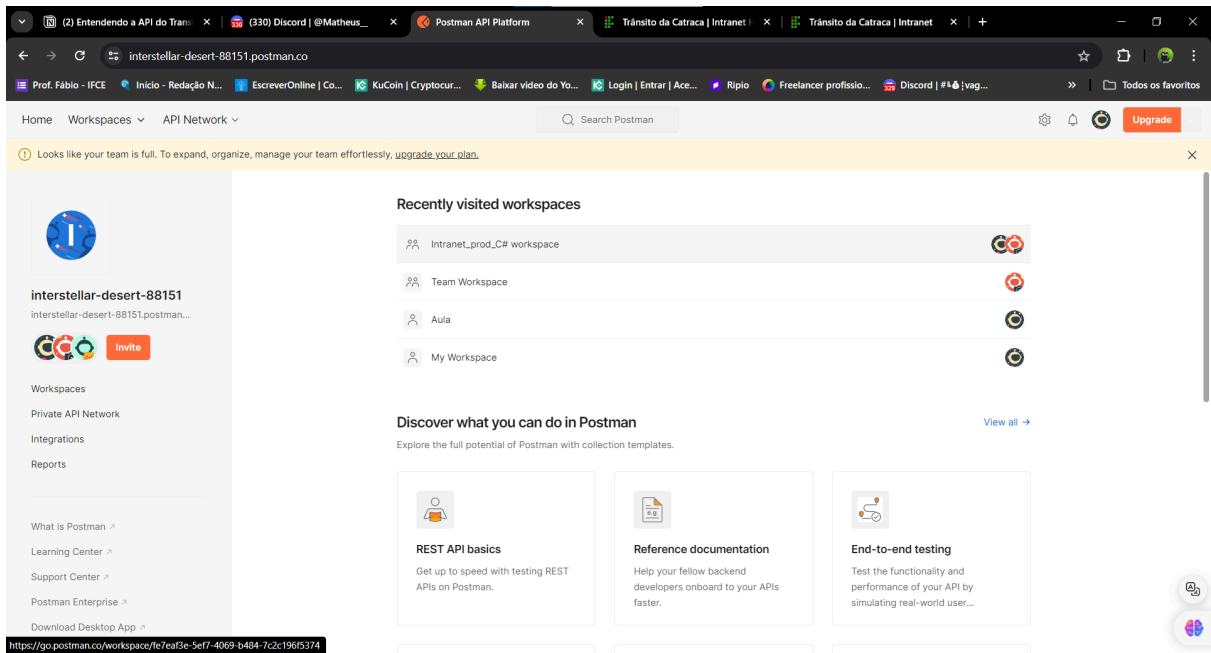 (2) Entendendo a API do Trans
(330) Discord | @Matheus_
Postman API Platform
Trânsito da Catraca | Intranet
Trânsito da Catraca | Intranet
interstellar-desert-88151.postman.co
Prof. Fábio - IFCE
Início - Redação N...
EscreverOnline | Co...
KuCoin | Cryptocur...
Baixar video do Yo...
Login | Entrar | Ace...
Ripio
Freelancer profissio...
Todos os favoritos
Home Workspaces API Network
Search Postman
Upgrade
Looks like your team is full. To expand, organize, manage your team effortlessly, upgrade your plan.
interstellar-desert-88151
interstellar-desert-88151.postman...
Invite
Workspaces
Private API Network
Integrations
Reports
What is Postman
Learning Center
Support Center
Postman Enterprise
Download Desktop App
https://go.postman.co/workspace/fe7eaf3e-5ef7-4069-b484-7c2c196f5374
Recently visited workspaces
Intranet_prod_C# workspace
Team Workspace
Aula
My Workspace
Discover what you can do in Postman
View all →
Explore the full potential of Postman with collection templates.
REST API basics
Get up to speed with testing REST
APIs on Postman.
Reference documentation
Help your fellow backend
developers onboard to your APIs
faster.
End-to-end testing
Test the functionality and
performance of your API by
simulating real-world user...